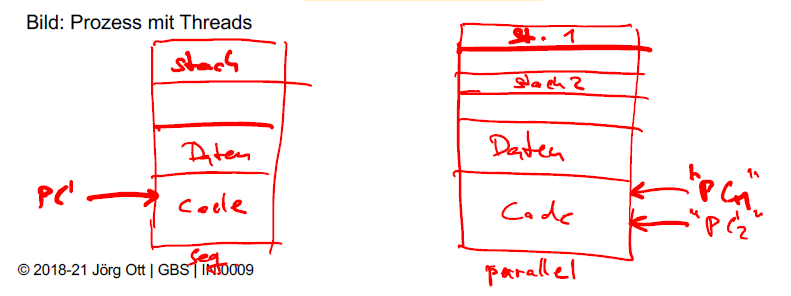 Bild: Prozess mit Threads
Stack
Daten
Code
PC
seq.
St. 1
Stack 2
Daten
Code
"PC1"
"PC2"
parallel
© 2018-21 Jörg Ott | GBS | IN0009